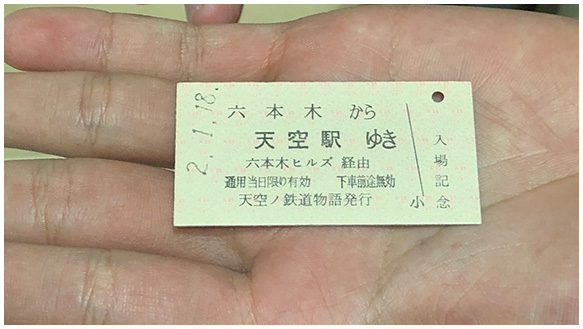 2.-1.18.
六本木 から
天空駅 ゆき
六本木ヒルズ 経由
通用当日限り有効 下車前途無効
天空ノ鉄道物語発行
小
入場記念